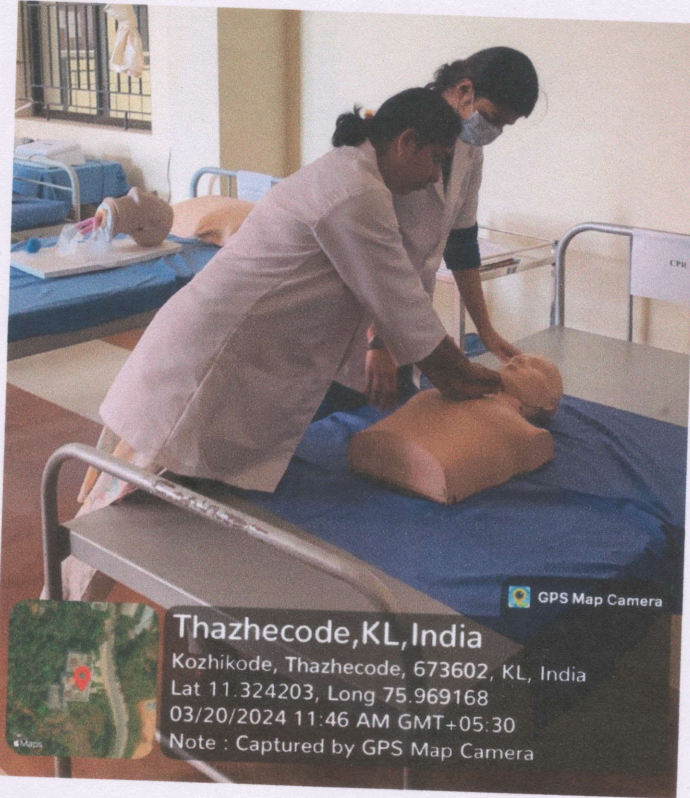 CPR
GPS Map Camera
Thazhecode,KL,India
Kozhikode, Thazhecode, 673602, KL, India
Lat 11.324203, Long 75.969168
03/20/2024 11:46 AM GMT+05:30
Note : Captured by GPS Map Camera
Maps